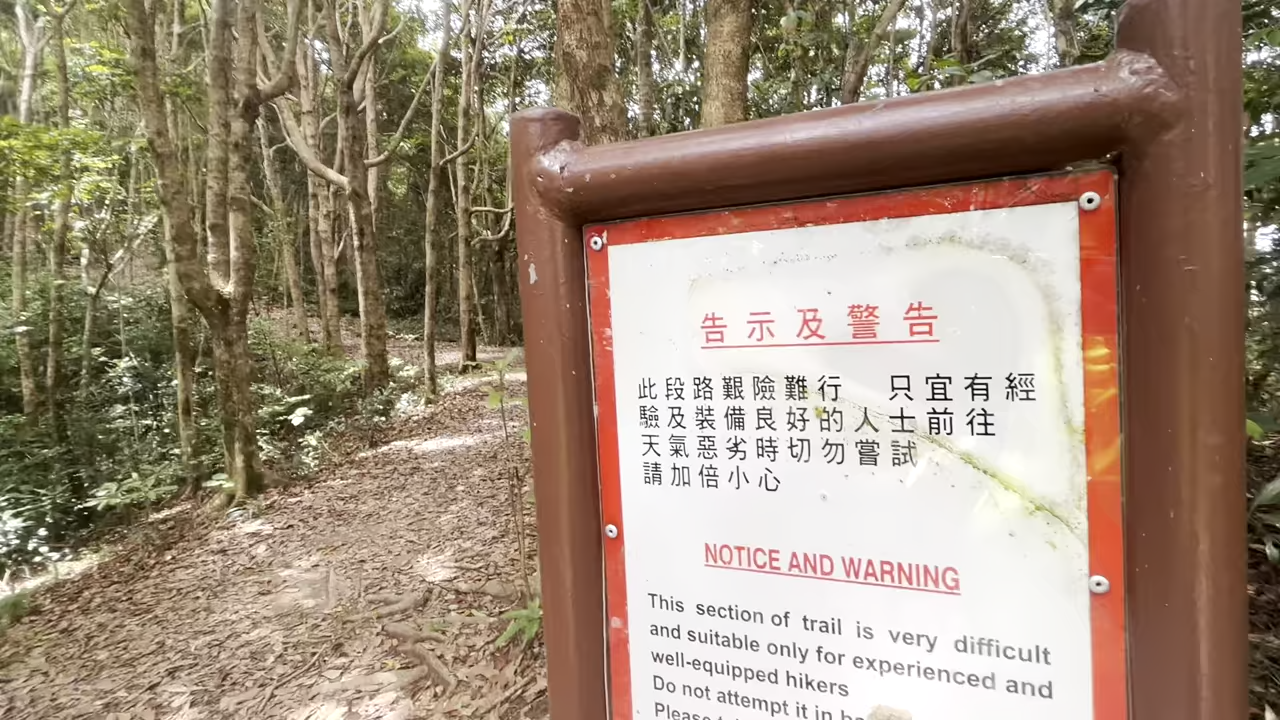 告示及警告
此段路艱險難行 只宜有經
驗及裝備良好的人士前往
天氣惡劣時切勿嘗試
請加倍小心
NOTICE AND WARNING
This section of trail is very difficult
and suitable only for experienced and
well-equipped hikers
Do not attempt it in
Please